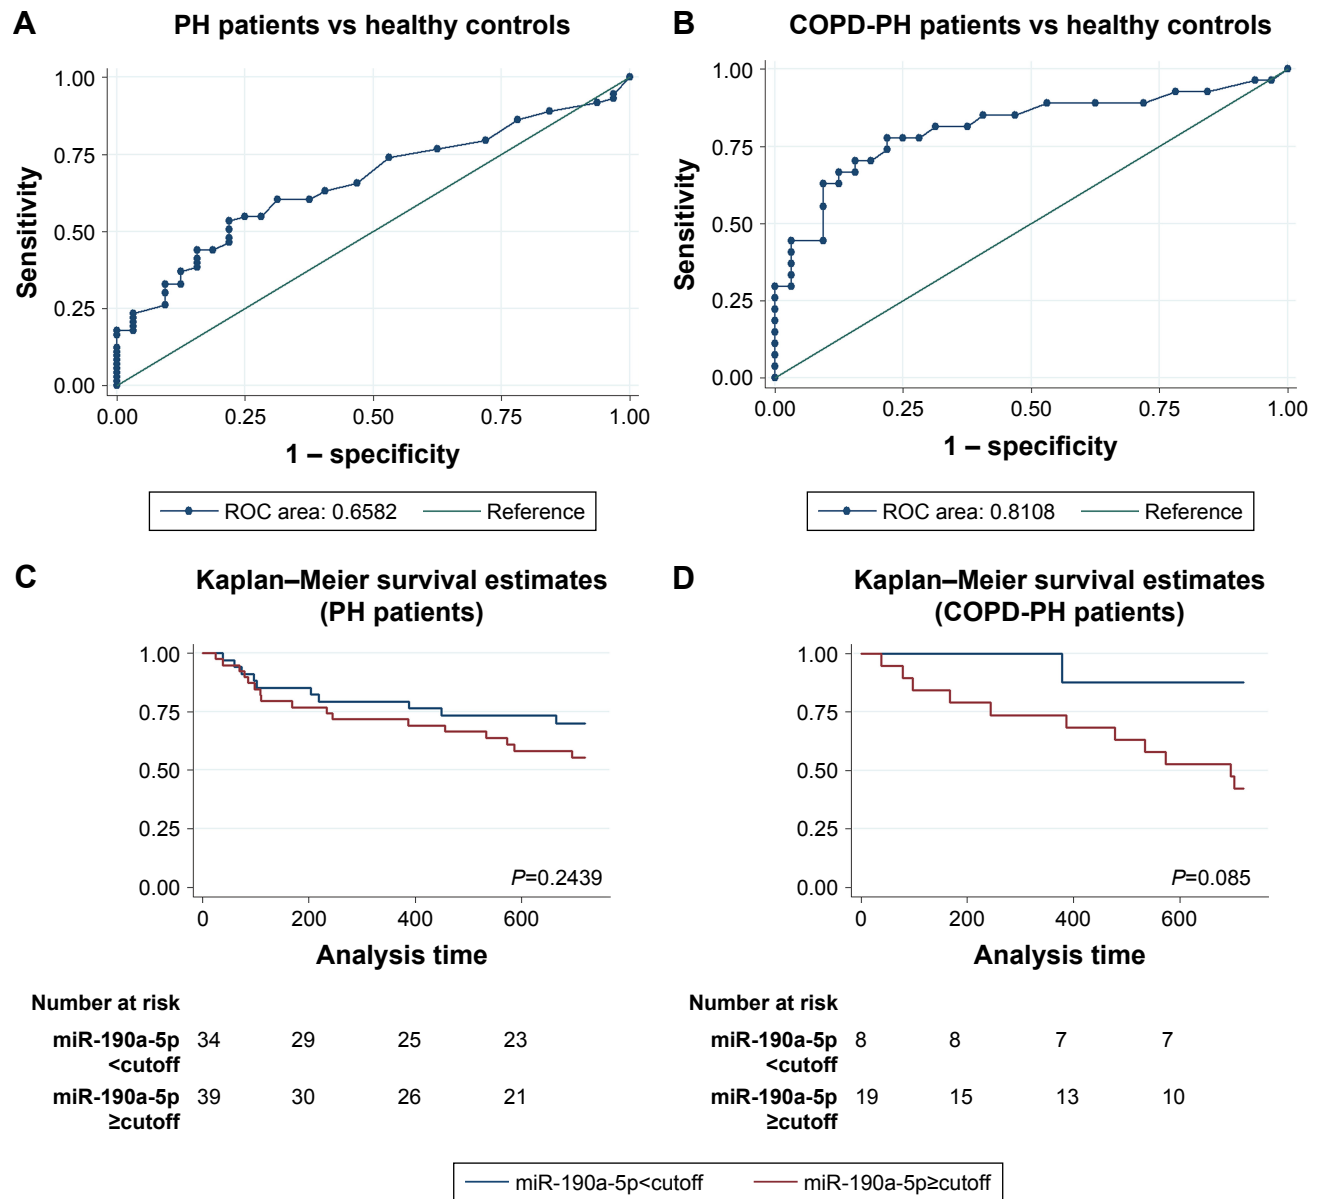 A
PH patients vs healthy controls
1.00
0.75
0.50
0.25
0.00
Sensitivity
0.00 0.25 0.50 0.75 1.00
1 – specificity
ROC area: 0.6582 Reference
B
COPD-PH patients vs healthy controls
1.00
0.75
0.50
0.25
0.00
Sensitivity
0.00 0.25 0.50 0.75 1.00
1 – specificity
ROC area: 0.8108 Reference
C
Kaplan–Meier survival estimates
(PH patients)
1.00
0.75
0.50
0.25
0.00
P=0.2439
0 200 400 600
Analysis time
Number at risk
miR-190a-5p 34 29 25 23
<cutoff
miR-190a-5p 39 30 26 21
≥cutoff
D
Kaplan–Meier survival estimates
(COPD-PH patients)
1.00
0.75
0.50
0.25
0.00
P=0.085
0 200 400 600
Analysis time
Number at risk
miR-190a-5p 8 8 7 7
<cutoff
miR-190a-5p 19 15 13 10
≥cutoff
miR-190a-5p<cutoff miR-190a-5p≥cutoff